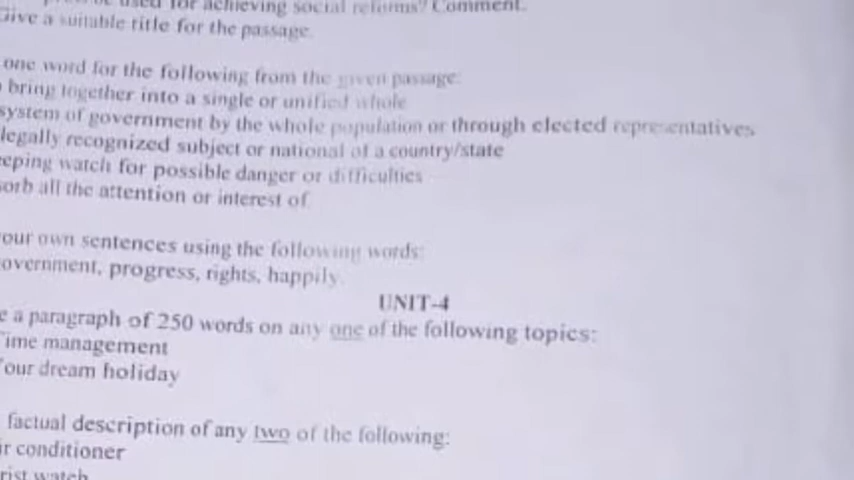 used for achieving social reforms? Comment.
Give a suitable title for the passage.
one word for the following from the given passage:
bring together into a single or unified whole
system of government by the whole population or through elected representatives
legally recognized subject or national of a country/state
eeping watch for possible danger or difficulties
sorb all the attention or interest of.
our own sentences using the following words:
overnment, progress, rights, happily.
UNIT-4
e a paragraph of 250 words on any one of the following topics:
Time management
Your dream holiday
factual description of any two of the following:
ir conditioner
rist watch